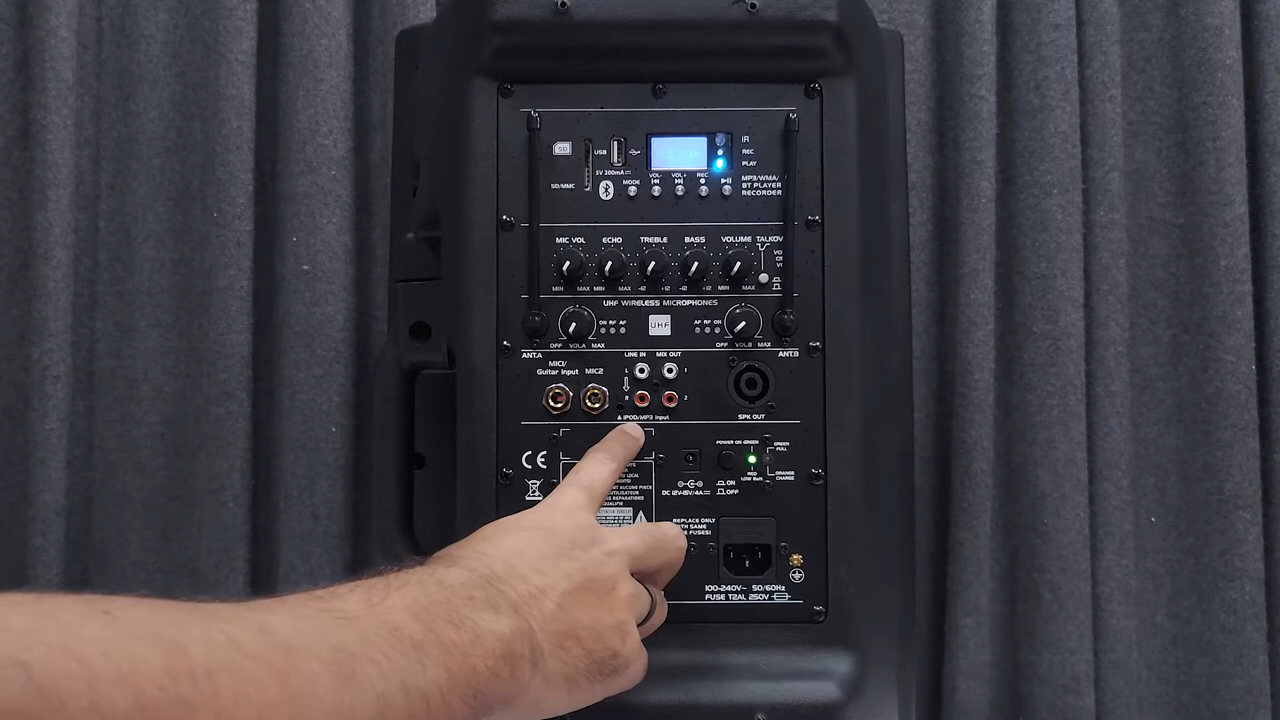 SD
USB
IR
REC
5V 200mA
VOL- VOL+ REC
PLAY
SD/MMC
MODE
MP3/WMA/
BT PLAYER
RECORDER
MIC VOL ECHO TREBLE BASS VOLUME TALKOV
MIN MAX MIN MAX -12 +12 -12 +12 MIN MAX
UHF WIRELESS MICROPHONES
ON RF AF UHF AF RF ON
OFF VOLA MAX OFF VOLB MAX
ANT.A ANT.B
LINE IN MIX OUT
MIC1/
Guitar Input MIC2
L 1
R 2
▲ IPOD/MP3 Input
SPK OUT
CE
POWER ON GREEN
GREEN
FULL
RED
LOW Batt
ORANGE
CHARGE
DC 12V-15V/4A
ON
OFF
REPLACE ONLY
SAME
FUSES!
100-240V~ 50/60Hz
FUSE T2AL 250V